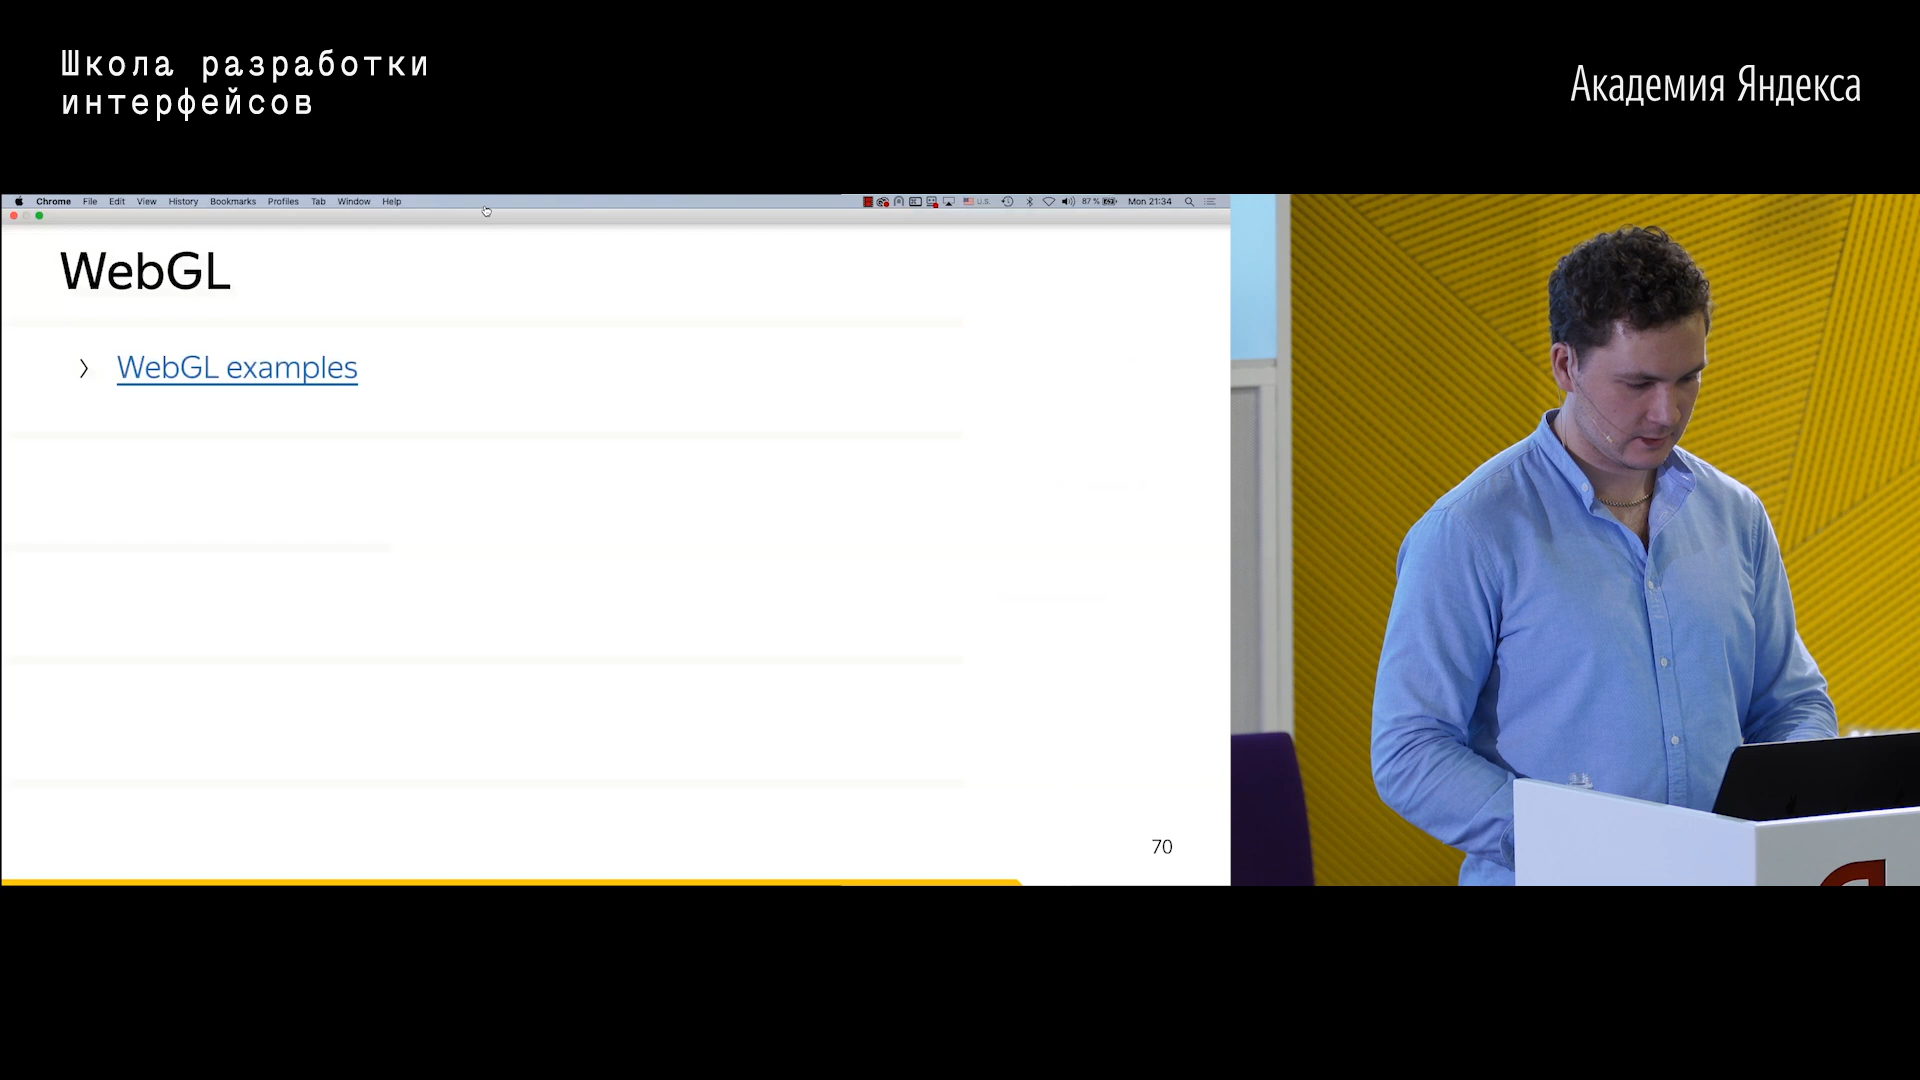 Школа разработки
интерфейсов
Академия Яндекса
Chrome File Edit View History Bookmarks Profiles Tab Window Help
U.S. 87 % Mon 21:34
WebGL
WebGL examples
70